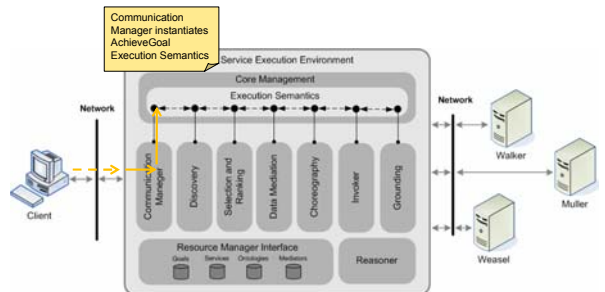 Communication
Manager instantiates
AchieveGoal
Execution Semantics
Service Execution Environment
Core Management
Execution Semantics
Network
Network
Communication
Manager
Discovery
Selection and
Ranking
Data Mediation
Choreography
Invoker
Grounding
Client
Walker
Muller
Weasel
Resource Manager Interface
Goals
Services
Ontologies
Mediators
Reasoner